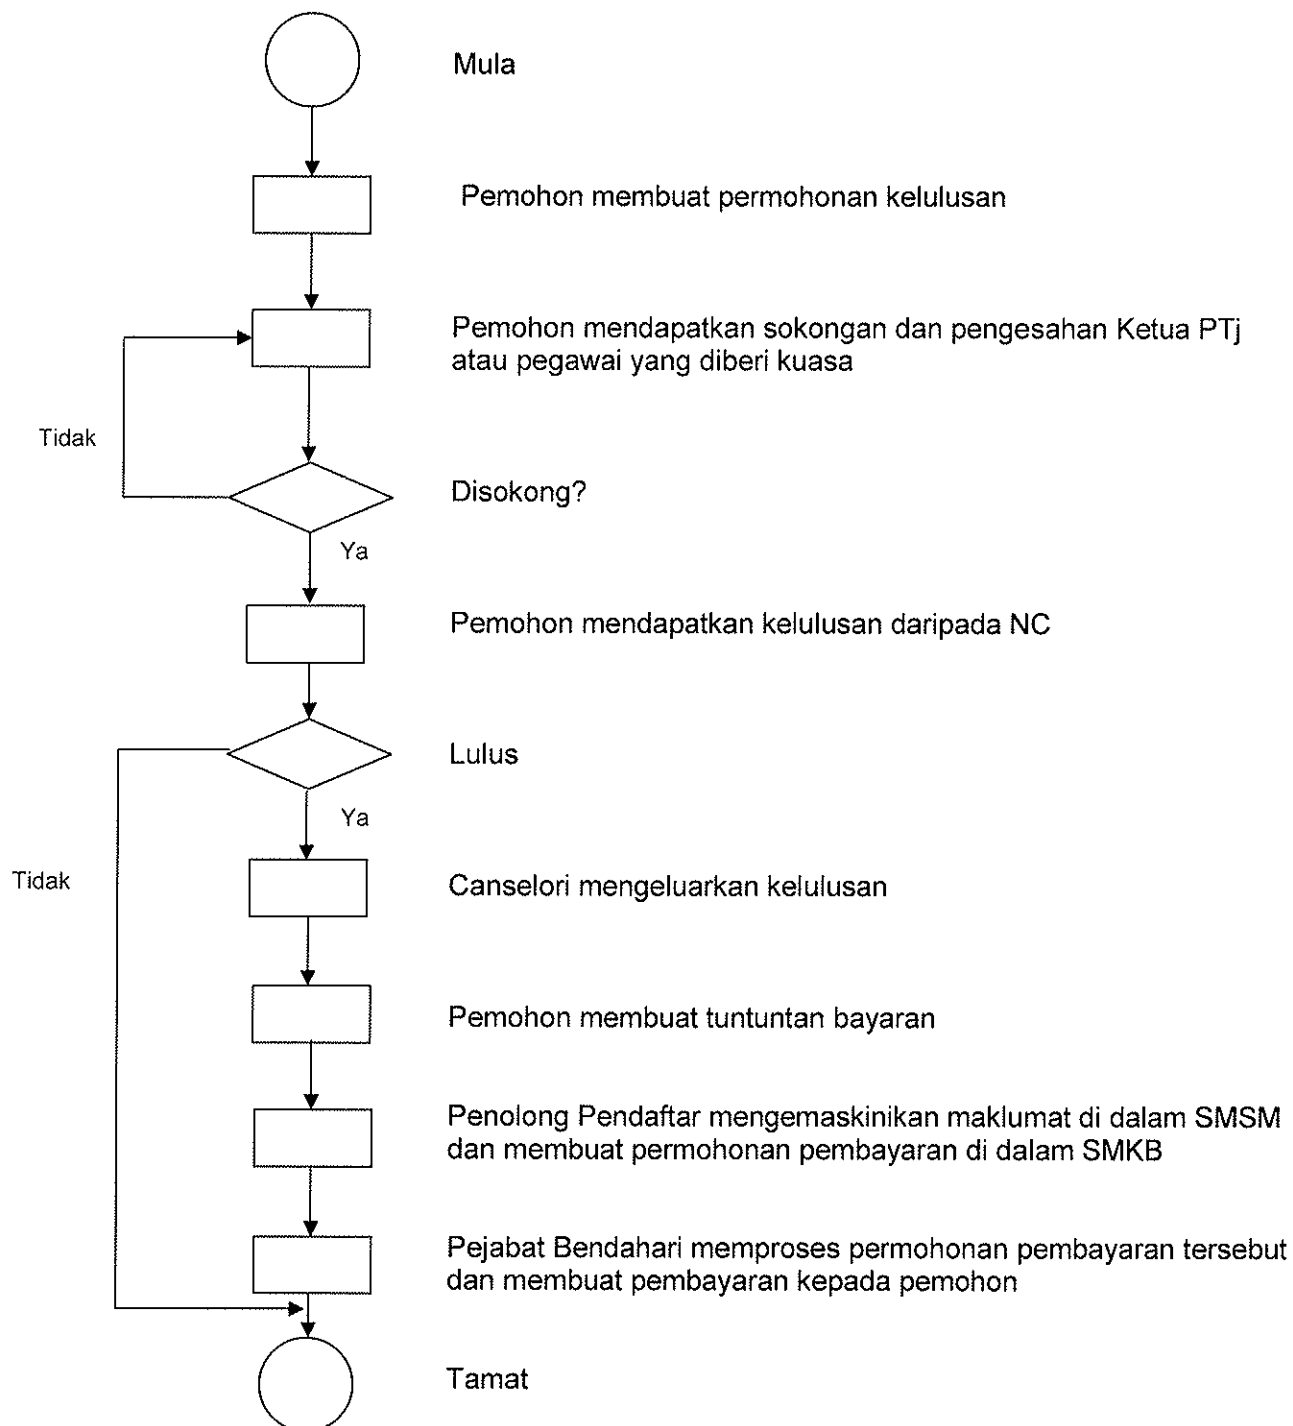 Mula
Pemohon membuat permohonan kelulusan
Pemohon mendapatkan sokongan dan pengesahan Ketua PTj
atau pegawai yang diberi kuasa
Tidak
Disokong?
Ya
Pemohon mendapatkan kelulusan daripada NC
Lulus
Ya
Tidak
Canselori mengeluarkan kelulusan
Pemohon membuat tuntuntan bayaran
Penolong Pendaftar mengemaskinikan maklumat di dalam SMSM
dan membuat permohonan pembayaran di dalam SMKB
Pejabat Bendahari memproses permohonan pembayaran tersebut
dan membuat pembayaran kepada pemohon
Tamat